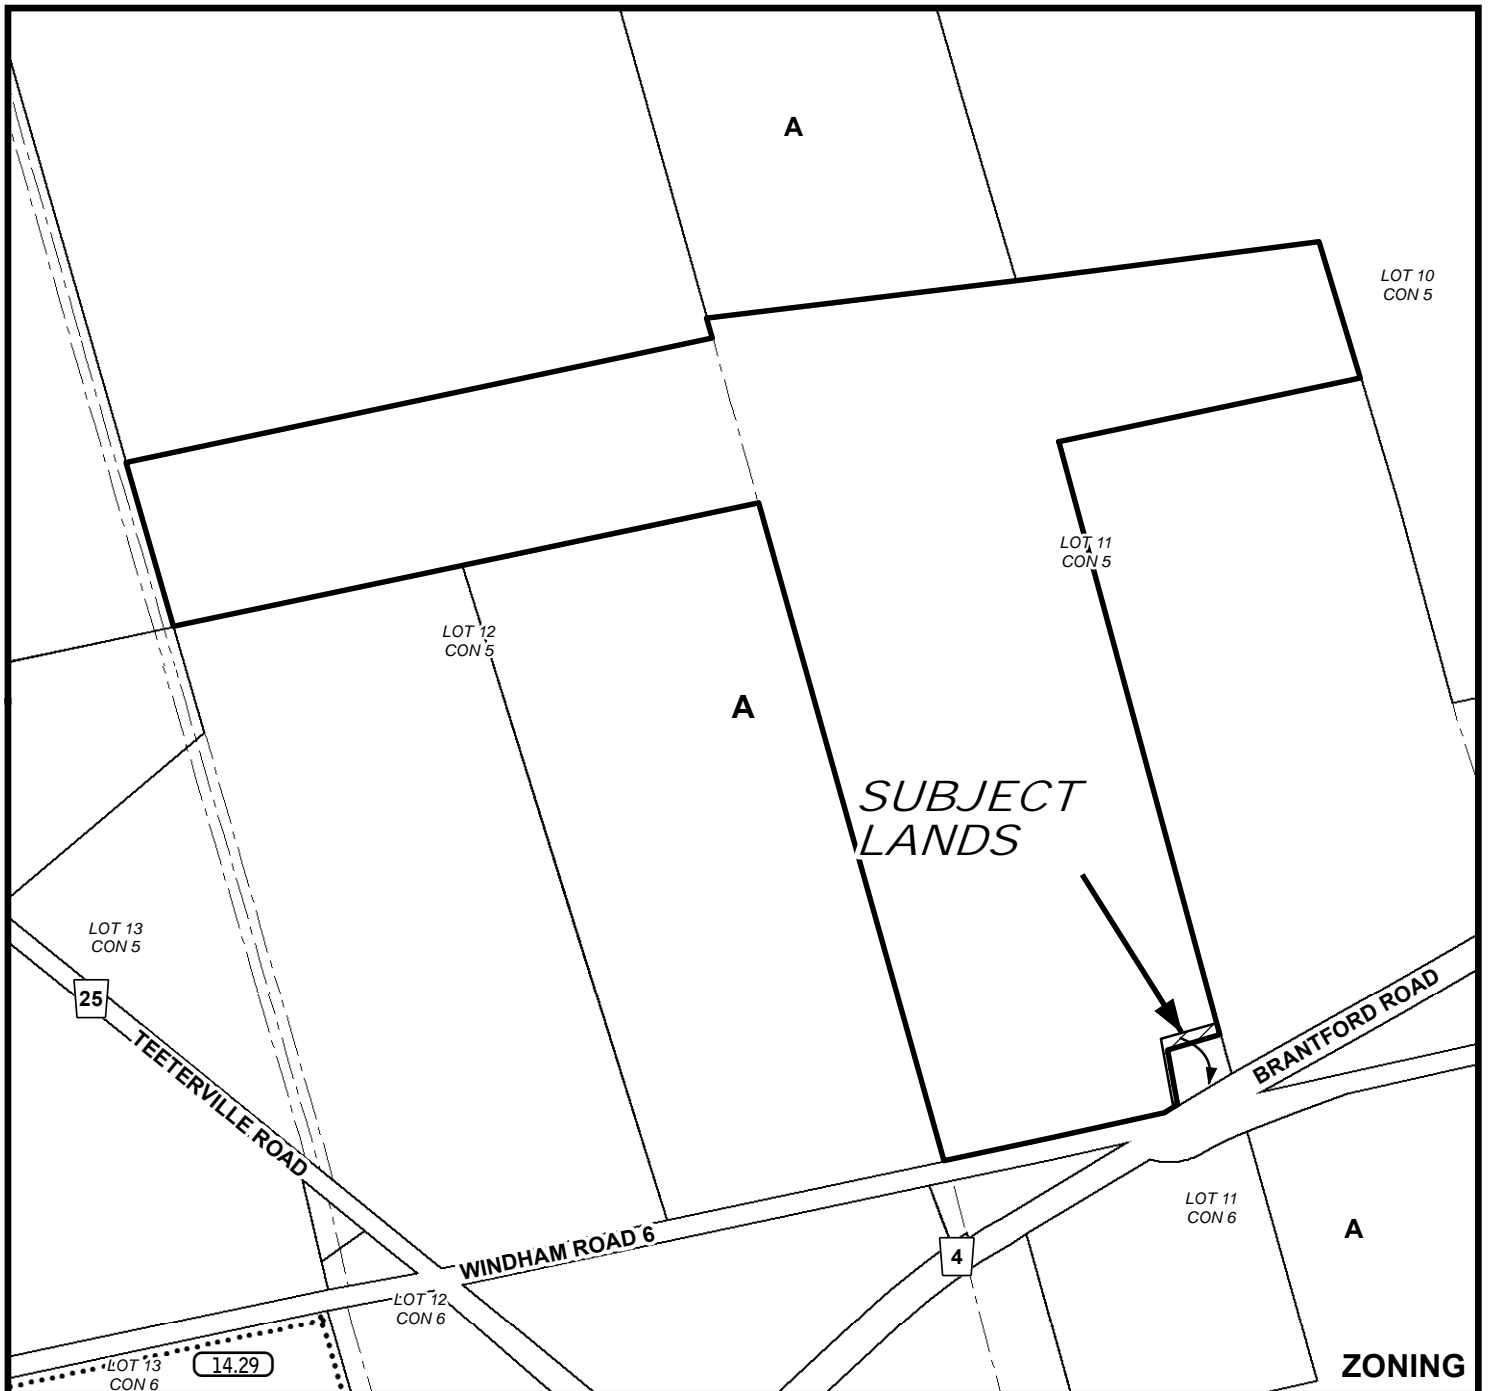 A
LOT 10
CON 5
LOT 11
CON 5
LOT 12
CON 5
A
SUBJECT
LANDS
LOT 13
CON 5
25
TEETERVILLE ROAD
BRANTFORD ROAD
LOT 11
CON 6
A
WINDHAM ROAD 6
4
LOT 12
CON 6
LOT 13
CON 6
14.29
ZONING